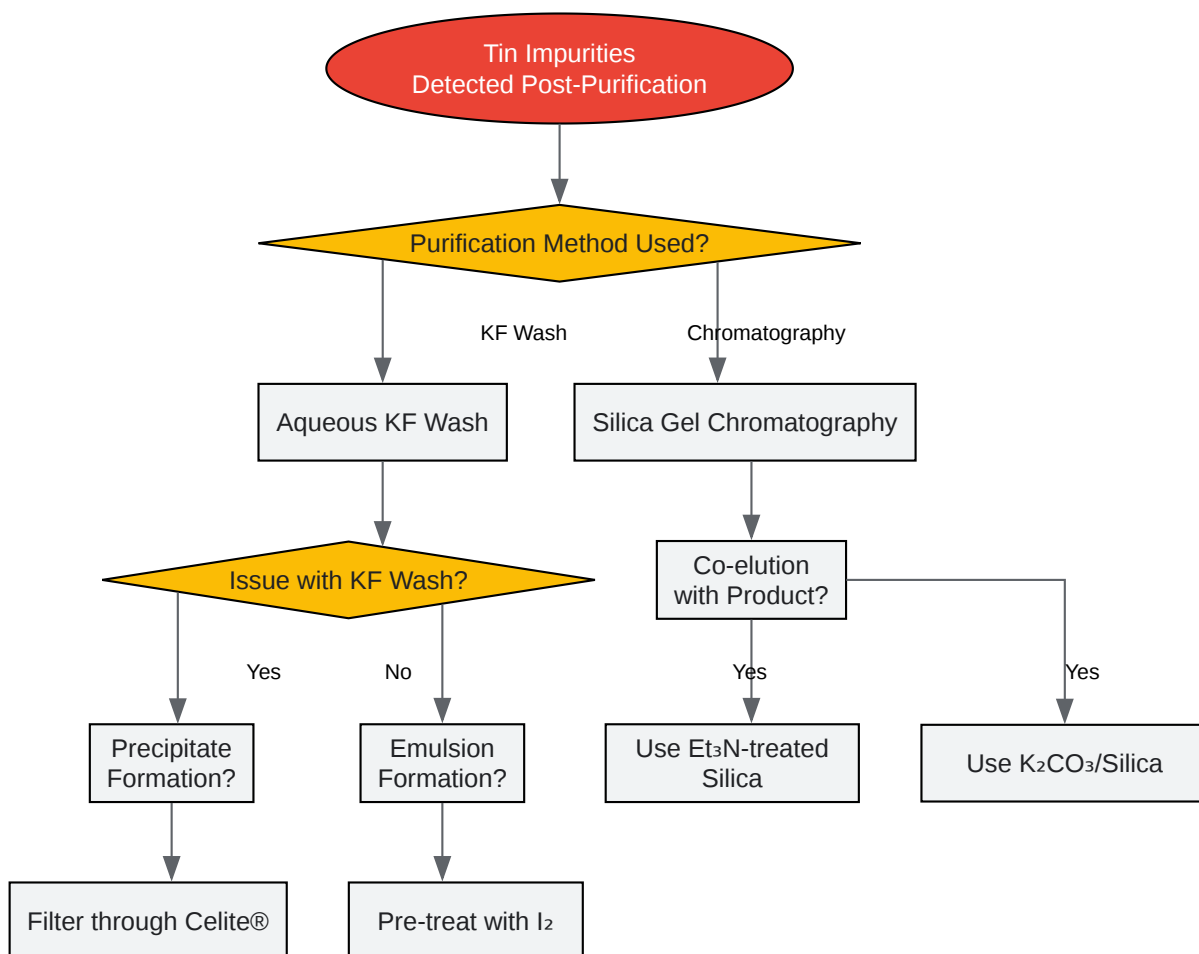 Tin Impurities
Detected Post-Purification
Purification Method Used?
KF Wash
Chromatography
Aqueous KF Wash
Silica Gel Chromatography
Issue with KF Wash?
Co-elution
with Product?
Yes
No
Yes
Yes
Precipitate
Formation?
Emulsion
Formation?
Use Et₃N-treated
Silica
Use K₂CO₃/Silica
Filter through Celite®
Pre-treat with I₂